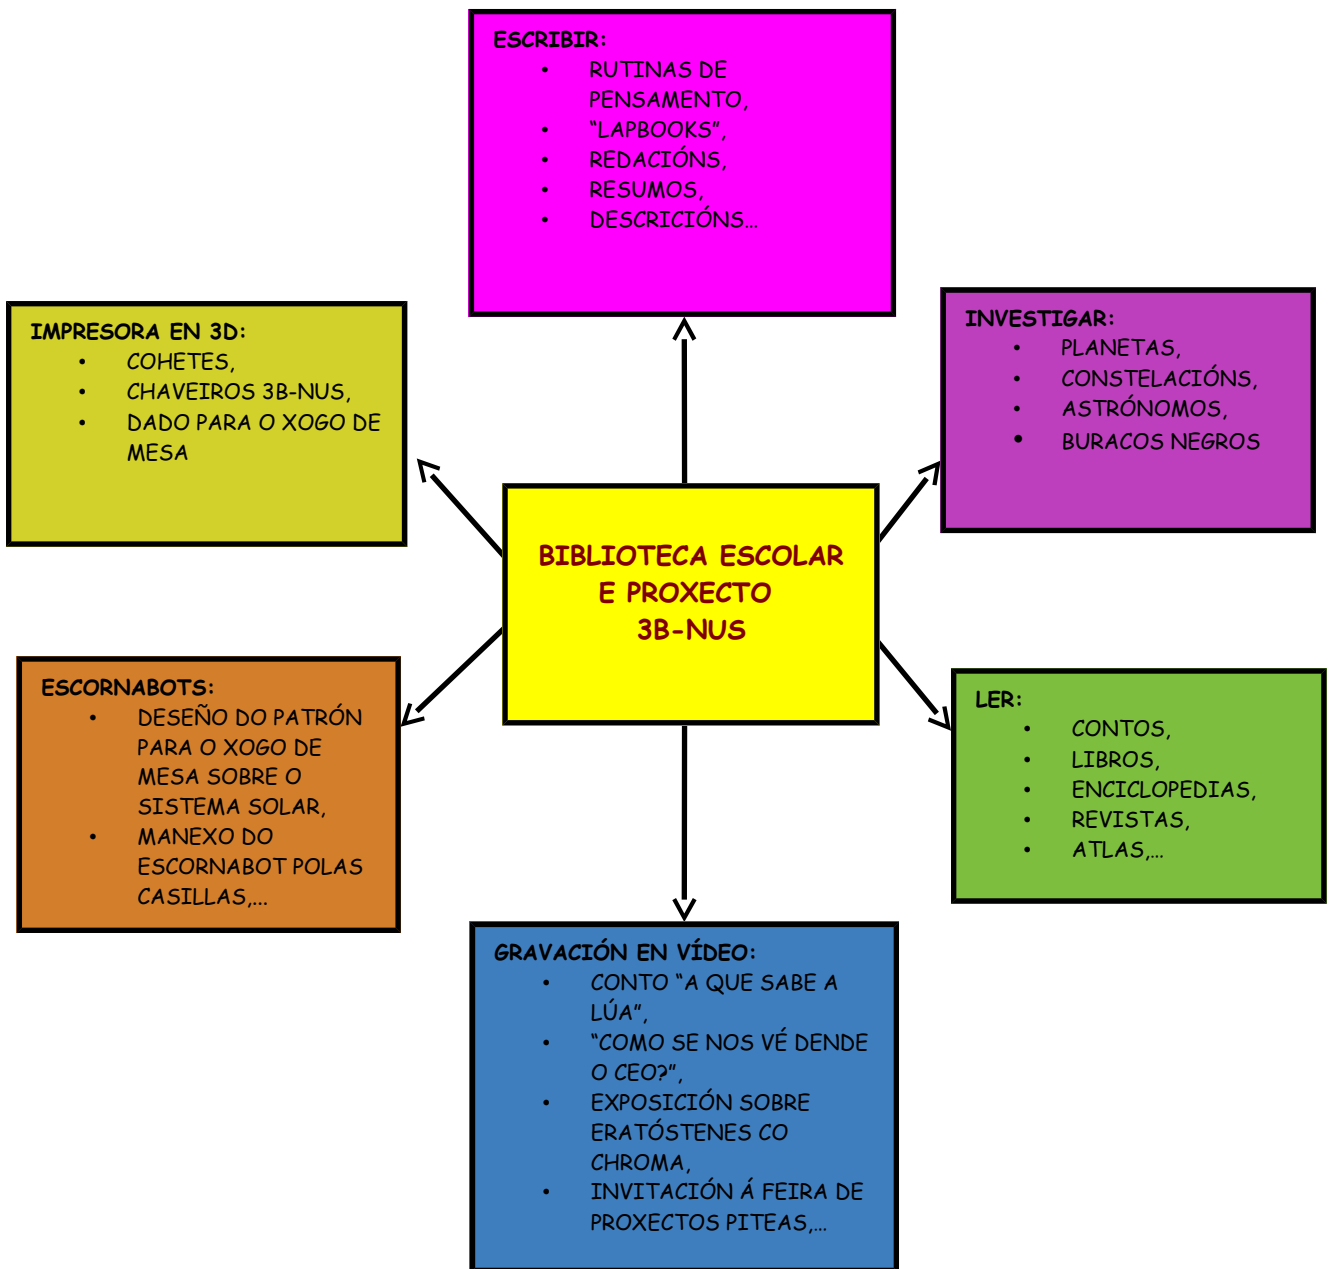 ESCRIBIR:
• RUTINAS DE
PENSAMENTO,
• “LAPBOOKS”,
• REDACIÓNS,
• RESUMOS,
• DESCRICIÓNS…
IMPRESORA EN 3D:
• COHETES,
• CHAVEIROS 3B-NUS,
• DADO PARA O XOGO DE
MESA
INVESTIGAR:
• PLANETAS,
• CONSTELACIÓNS,
• ASTRÓNOMOS,
• BURACOS NEGROS
BIBLIOTECA ESCOLAR
E PROXECTO
3B-NUS
ESCORNABOTS:
• DESEÑO DO PATRÓN
PARA O XOGO DE
MESA SOBRE O
SISTEMA SOLAR,
• MANEXO DO
ESCORNABOT POLAS
CASILLAS,...
LER:
• CONTOS,
• LIBROS,
• ENCICLOPEDIAS,
• REVISTAS,
• ATLAS,…
GRAVACIÓN EN VÍDEO:
• CONTO “A QUE SABE A
LÚA”,
• “COMO SE NOS VÉ DENDE
O CEO?”,
• EXPOSICIÓN SOBRE
ERATÓSTENES CO
CHROMA,
• INVITACIÓN Á FEIRA DE
PROXECTOS PITEAS,…